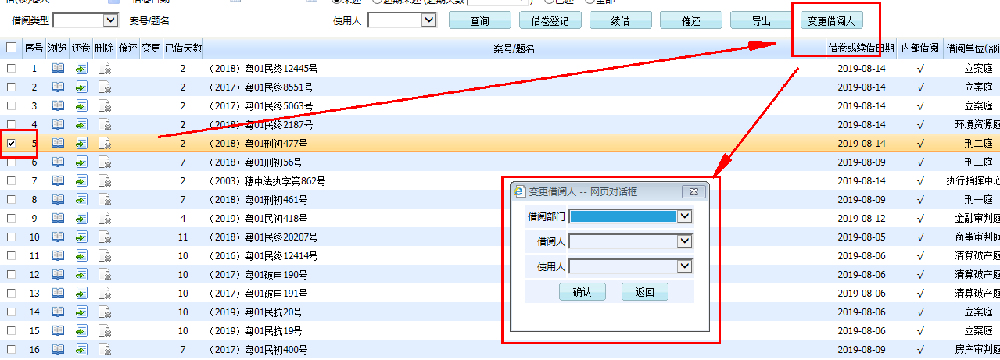 借阅类型 案号/题名 使用人 查询 借卷登记 续借 催还 导出 变更借阅人
序号 浏览 还卷 删除 催还 变更 已借天数 案号/题名 借卷或续借日期 内部借阅 借阅单位(部门
1 2 （2018）粤01民终12445号 2019-08-14 √ 立案庭
2 2 （2017）粤01民终8551号 2019-08-14 √ 立案庭
3 2 （2017）粤01民终5063号 2019-08-14 √ 立案庭
4 2 （2018）粤01民终2187号 2019-08-14 √ 环境资源庭
5 2 （2018）粤01刑初477号 2019-08-14 √ 刑二庭
6 7 （2018）粤01刑初56号 2019-08-09 √ 刑二庭
7 2 （2003）穗中法执字第862号 2019-08-14 √ 执行指挥中心
8 7 （2018）粤01刑初461号 2019-08-09 √ 刑一庭
9 4 （2019）粤01民初418号 2019-08-12 √ 金融审判庭
10 11 （2018）粤01民终20207号 2019-08-05 √ 商事审判庭
11 10 （2016）粤01民终12414号 2019-08-06 √ 清算破产庭
12 10 （2017）粤01破申190号 2019-08-06 √ 清算破产庭
13 10 （2017）粤01破申191号 2019-08-06 √ 清算破产庭
14 10 （2019）粤01民抗20号 2019-08-06 √ 立案庭
15 10 （2019）粤01民抗19号 2019-08-06 √ 立案庭
16 7 （2017）粤01民初400号 2019-08-09 √ 房产审判庭
变更借阅人 -- 网页对话框
借阅部门
借阅人
使用人
确认 返回